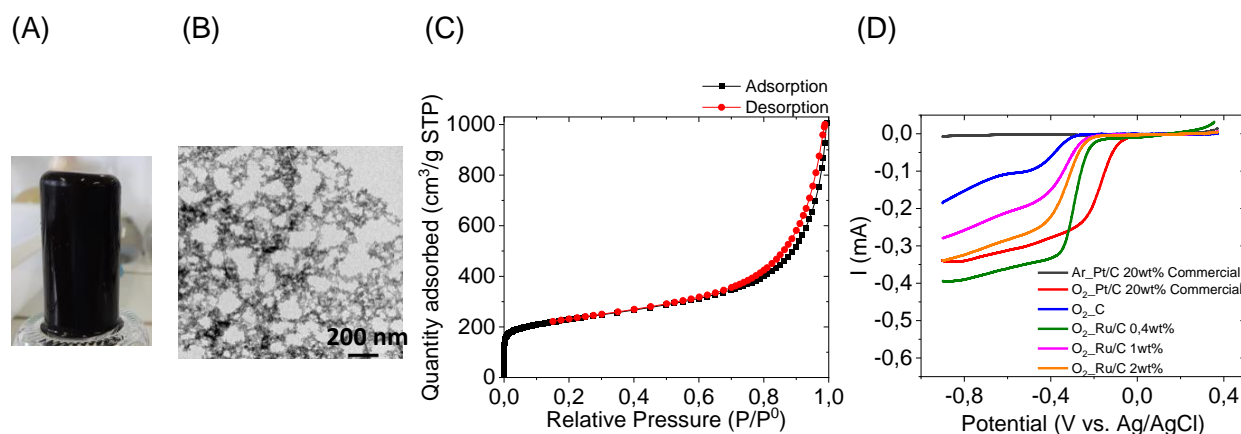 (A)
(B)
(C)
(D)
200 nm
Adsorption
Desorption
Quantity adsorbed (cm³/g STP)
1000
800
600
400
200
0
0,0 0,2 0,4 0,6 0,8 1,0
Relative Pressure (P/P⁰)
I (mA)
0,0
-0,1
-0,2
-0,3
-0,4
-0,5
-0,6
Ar_Pt/C 20wt% Commercial
O₂_Pt/C 20wt% Commercial
O₂_C
O₂_Ru/C 0,4wt%
O₂_Ru/C 1wt%
O₂_Ru/C 2wt%
-0,8 -0,4 0,0 0,4
Potential (V vs. Ag/AgCl)